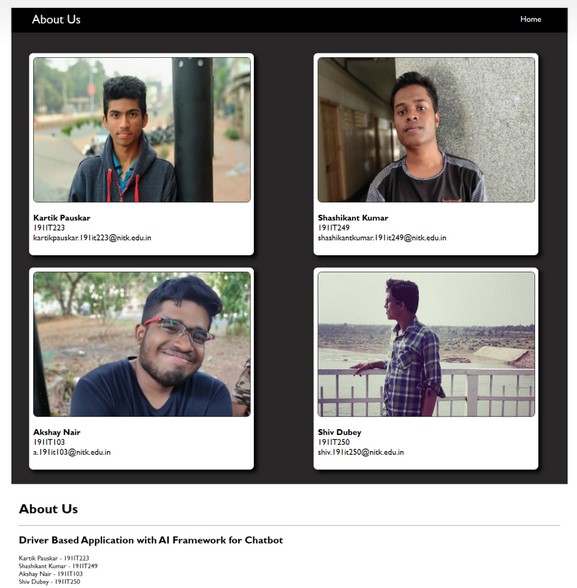 About Us
Home
Kartik Pauskar
191IT223
kartikpauskar.191it223@nitk.edu.in
Shashikant Kumar
191IT249
shashikantkumar.191it249@nitk.edu.in
Akshay Nair
191IT103
a.191it103@nitk.edu.in
Shiv Dubey
191IT250
shiv.191it250@nitk.edu.in
About Us
Driver Based Application with AI Framework for Chatbot
Kartik Pauskar - 191IT223
Shashikant Kumar - 191IT249
Akshay Nair - 191IT103
Shiv Dubey - 191IT250